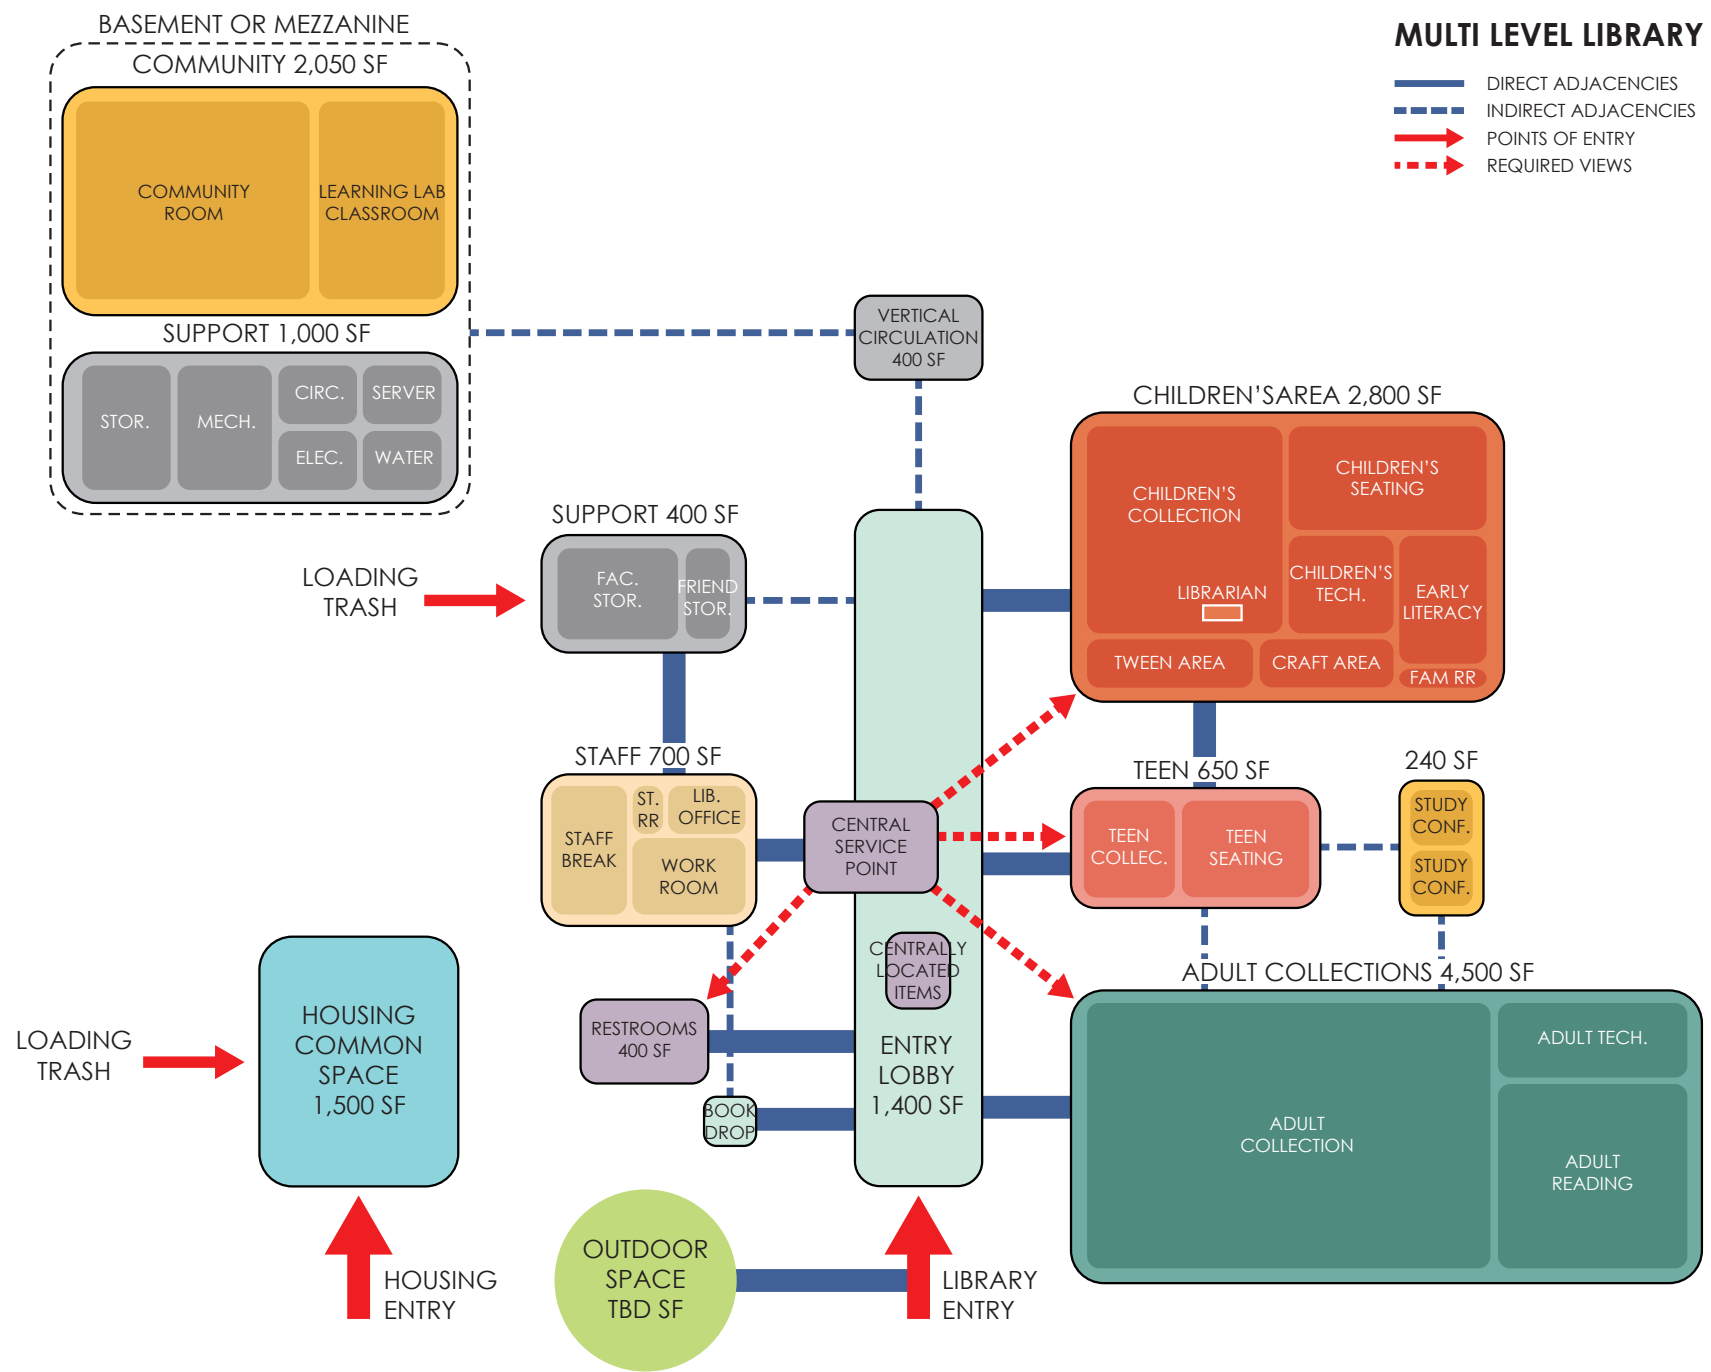 BASEMENT OR MEZZANINE
COMMUNITY 2,050 SF
COMMUNITY
ROOM
LEARNING LAB
CLASSROOM
SUPPORT 1,000 SF
STOR.
MECH.
CIRC.
SERVER
ELEC.
WATER
MULTI LEVEL LIBRARY
DIRECT ADJACENCIES
INDIRECT ADJACENCIES
POINTS OF ENTRY
REQUIRED VIEWS
VERTICAL
CIRCULATION
400 SF
CHILDREN'SAREA 2,800 SF
CHILDREN'S
COLLECTION
LIBRARIAN
CHILDREN'S
SEATING
CHILDREN'S
TECH.
EARLY
LITERACY
TWEEN AREA
CRAFT AREA
FAM RR
SUPPORT 400 SF
FAC.
STOR.
FRIEND
STOR.
LOADING
TRASH
STAFF 700 SF
STAFF
BREAK
ST.
RR
LIB.
OFFICE
WORK
ROOM
CENTRAL
SERVICE
POINT
TEEN 650 SF
TEEN
COLLEC.
TEEN
SEATING
240 SF
STUDY
CONF.
STUDY
CONF.
CENTRALLY
LOCATED
ITEMS
ADULT COLLECTIONS 4,500 SF
ADULT
COLLECTION
ADULT TECH.
ADULT
READING
RESTROOMS
400 SF
BOOK
DROP
ENTRY
LOBBY
1,400 SF
LOADING
TRASH
HOUSING
COMMON
SPACE
1,500 SF
HOUSING
ENTRY
OUTDOOR
SPACE
TBD SF
LIBRARY
ENTRY